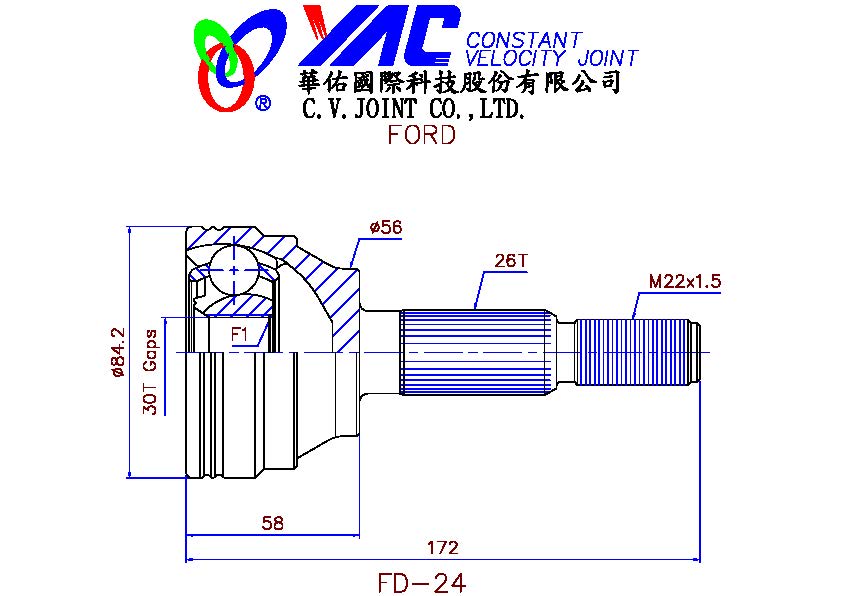 YAC CONSTANT
VELOCITY JOINT
®
華佑國際科技股份有限公司
C.V.JOINT CO.,LTD.
FORD
ø56
26T
M22x1.5
F1
ø84.2
30T Gaps
58
172
FD-24